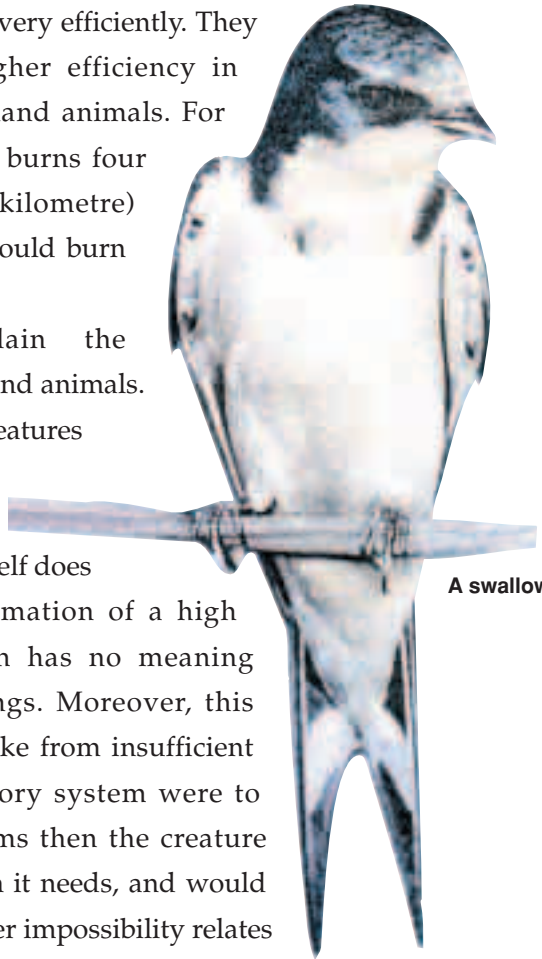 very efficiently. They
gher efficiency in
and animals. For
burns four
kilometre)
ould burn
lain the
nd animals.
eatures
elf does
A swallow
mation of a high
n has no meaning
ngs. Moreover, this
ke from insufficient
ory system were to
ms then the creature
n it needs, and would
er impossibility relates